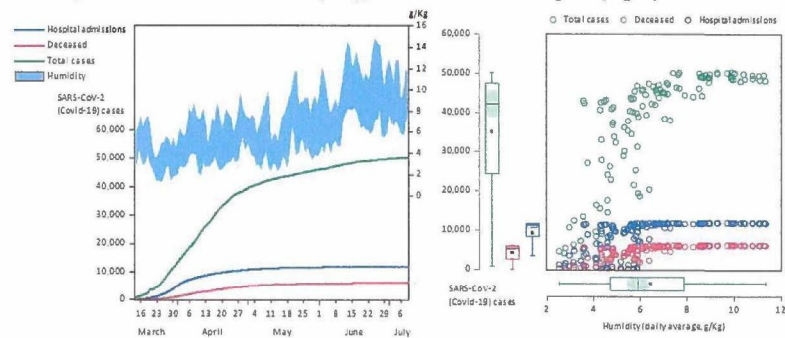 g/Kg
Hospital admissions
Deceased
Total cases
Humidity
SARS-CoV-2
(Covid-19) cases
16
14
12
10
8
6
4
2
0
60,000
50,000
40,000
30,000
20,000
10,000
0
16 23 30 6 13 20 27 4 11 18 25 1 8 15 22 29 6
March April May June July
Total cases Deceased Hospital admissions
60,000
50,000
40,000
30,000
20,000
10,000
0
SARS-CoV-2
(Covid-19) cases
2 4 6 8 10 12
Humidity (daily average, g/Kg)